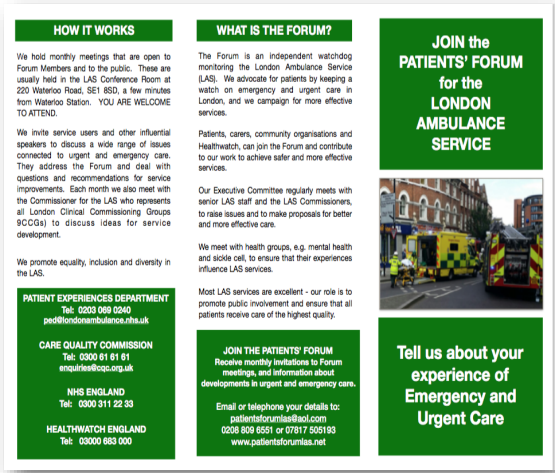 HOW IT WORKS
We hold monthly meetings that are open to
Forum Members and to the public. These are
usually held in the LAS Conference Room at
220 Waterloo Road, SE1 8SD, a few minutes
from Waterloo Station. YOU ARE WELCOME
TO ATTEND.
We invite service users and other influential
speakers to discuss a wide range of issues
connected to urgent and emergency care.
They address the Forum and deal with
questions and recommendations for service
improvements. Each month we also meet with
the Commissioner for the LAS who represents
all London Clinical Commissioning Groups
9CCGs) to discuss ideas for service
development.
We promote equality, inclusion and diversity in
the LAS.
PATIENT EXPERIENCES DEPARTMENT
Tel: 0203 069 0240
ped@londonambulance.nhs.uk
CARE QUALITY COMMISSION
Tel: 0300 61 61 61
enquiries@cqc.org.uk
NHS ENGLAND
Tel: 0300 311 22 33
HEALTHWATCH ENGLAND
Tel: 03000 683 000
WHAT IS THE FORUM?
The Forum is an independent watchdog
monitoring the London Ambulance Service
(LAS). We advocate for patients by keeping a
watch on emergency and urgent care in
London, and we campaign for more effective
services.
Patients, carers, community organisations and
Healthwatch, can join the Forum and contribute
to our work to achieve safer and more effective
services.
Our Executive Committee regularly meets with
senior LAS staff and the LAS Commissioners,
to raise issues and to make proposals for better
and more effective care.
We meet with health groups, e.g. mental health
and sickle cell, to ensure that their experiences
influence LAS services.
Most LAS services are excellent - our role is to
promote public involvement and ensure that all
patients receive care of the highest quality.
JOIN THE PATIENTS' FORUM
Receive monthly invitations to Forum
meetings, and information about
developments in urgent and emergency care.
Email or telephone your details to:
patientsforumlas@aol.com
0208 809 6551 or 07817 505193
www.patientsforumlas.net
JOIN the
PATIENTS' FORUM
for the
LONDON
AMBULANCE
SERVICE
Tell us about your
experience of
Emergency and
Urgent Care